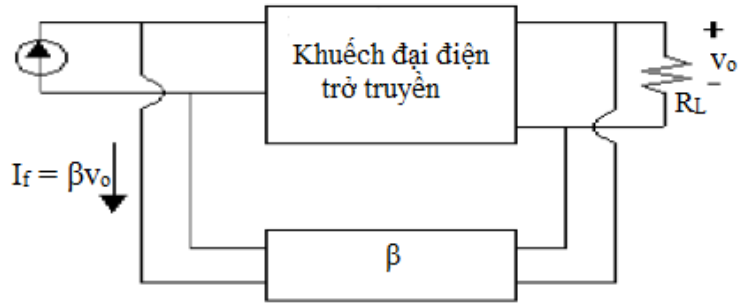 Khuếch đại điện
trở truyền
+
vo
-
RL
If = βvo
β